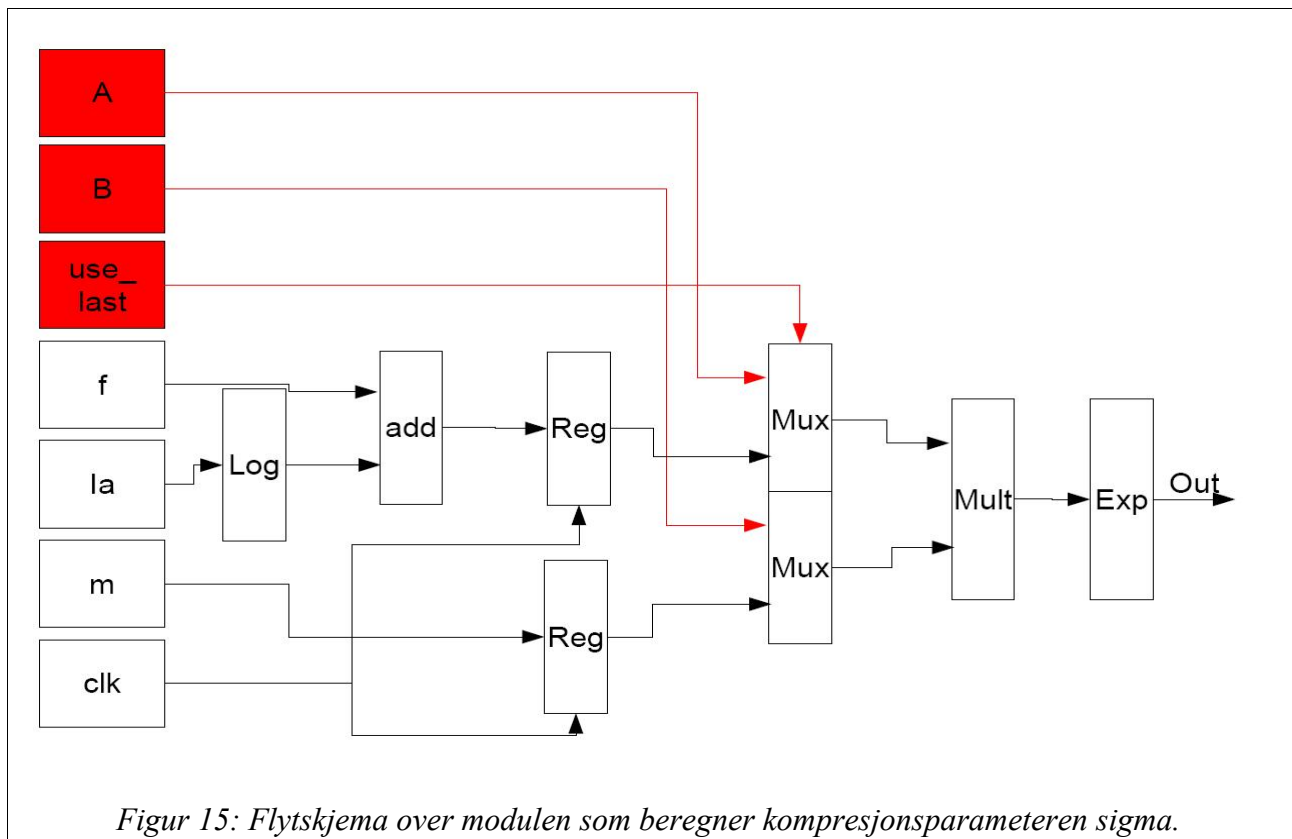 A
B
use_
last
f
Ia
m
clk
Log
add
Reg
Reg
Mux
Mux
Mult
Exp
Out
Figur 15: Flytskjema over modulen som beregner kompresjonsparameteren sigma.